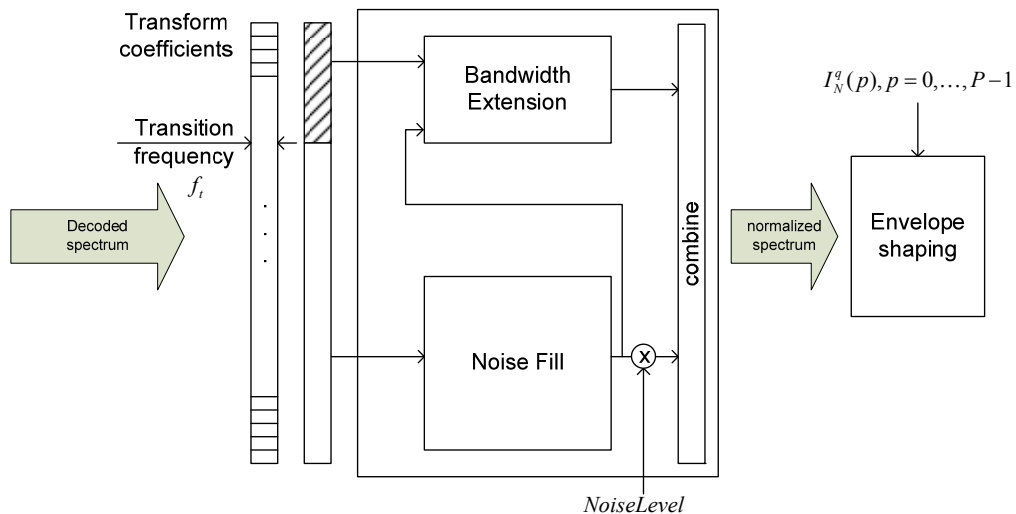 Transform
coefficients
Transition
frequency
f_t
Decoded
spectrum
Bandwidth
Extension
Noise Fill
x
NoiseLevel
combine
normalized
spectrum
I_N^q(p), p = 0,…, P−1
Envelope
shaping